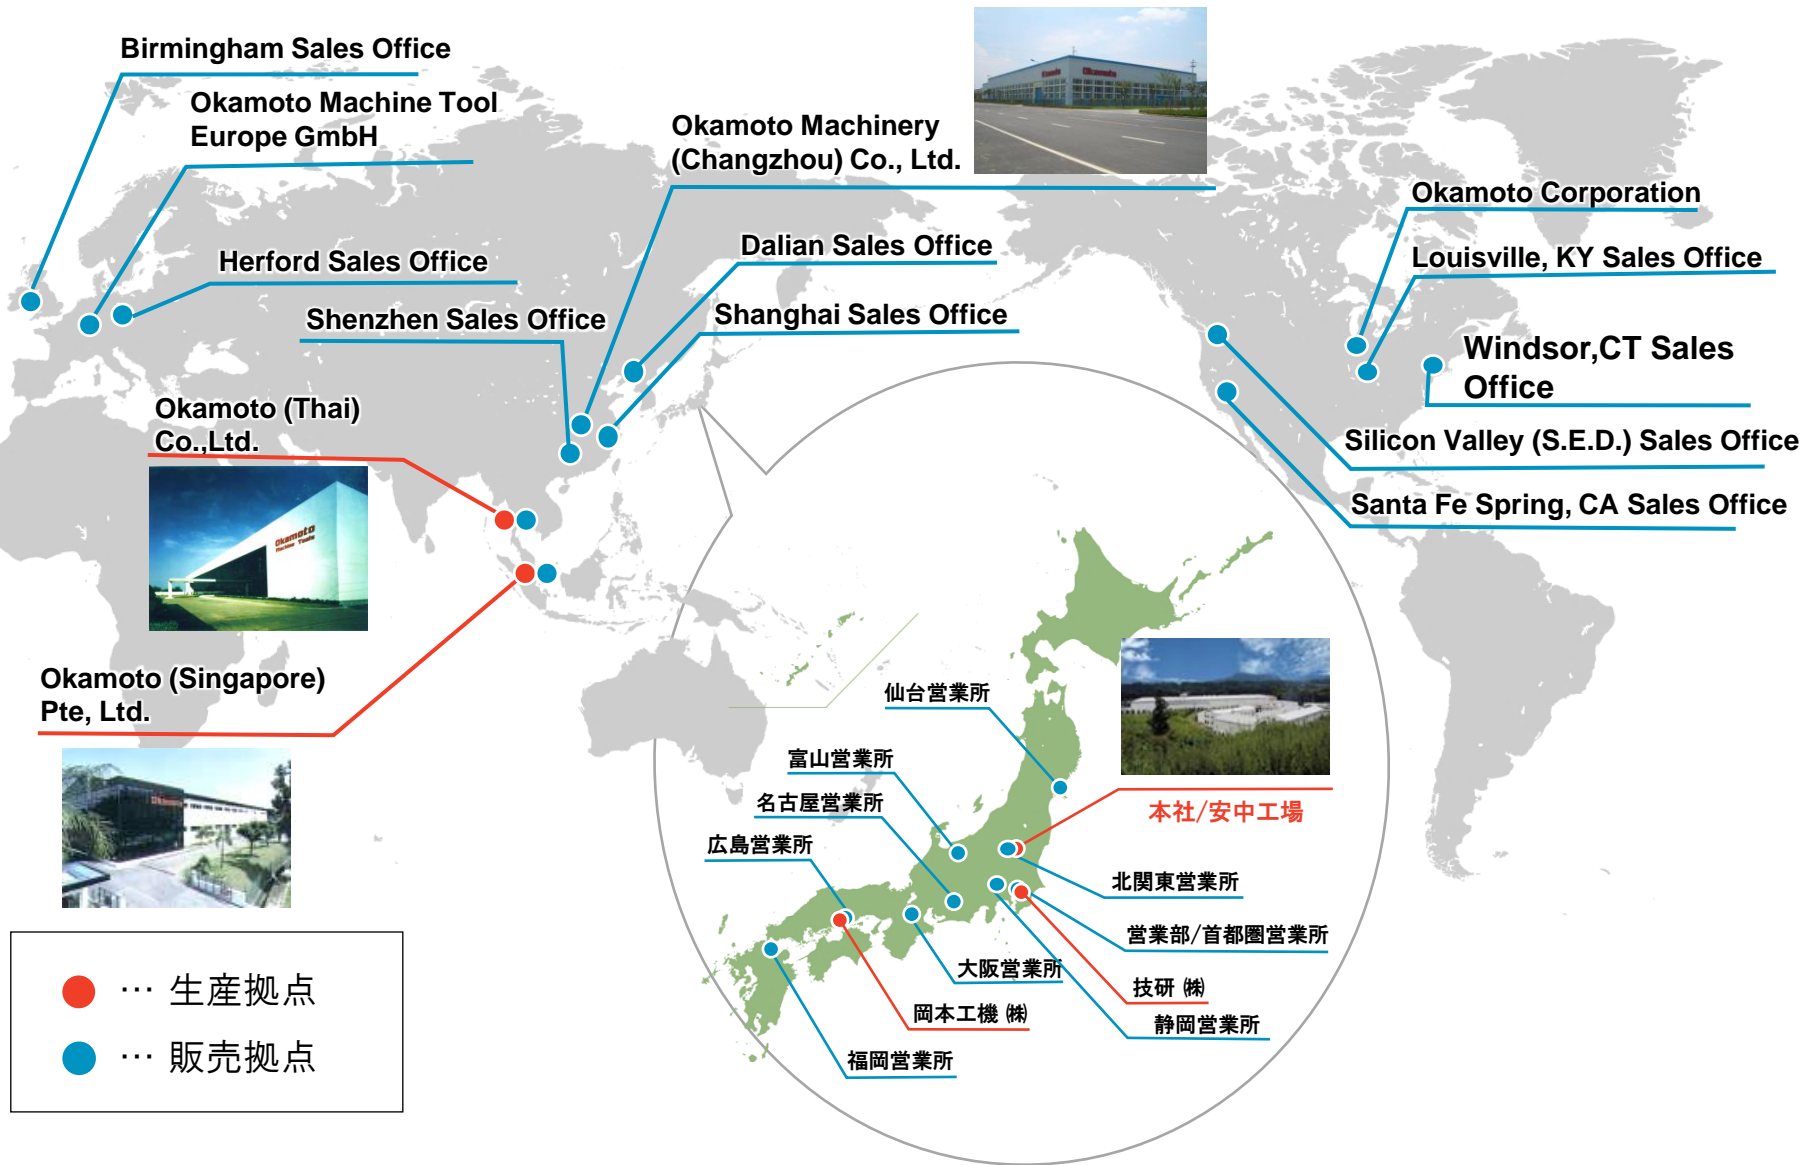 Birmingham Sales Office
Okamoto Machine Tool
Europe GmbH
Herford Sales Office
Shenzhen Sales Office
Okamoto Machinery
(Changzhou) Co., Ltd.
Okamoto
Dalian Sales Office
Shanghai Sales Office
Okamoto Corporation
Louisville, KY Sales Office
Windsor,CT Sales
Office
Silicon Valley (S.E.D.) Sales Office
Santa Fe Spring, CA Sales Office
Okamoto (Thai)
Co.,Ltd.
Okamoto
Machine Tools
Okamoto (Singapore)
Pte, Ltd.
Okamoto
仙台営業所
富山営業所
名古屋営業所
広島営業所
本社/安中工場
北関東営業所
営業部/首都圏営業所
大阪営業所
技研 ㈱
岡本工機 ㈱
静岡営業所
福岡営業所
… 生産拠点
… 販売拠点